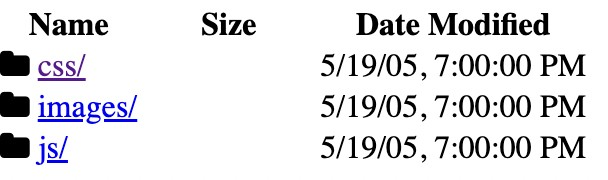 Name Size Date Modified
css/ 5/19/05, 7:00:00 PM
images/ 5/19/05, 7:00:00 PM
js/ 5/19/05, 7:00:00 PM